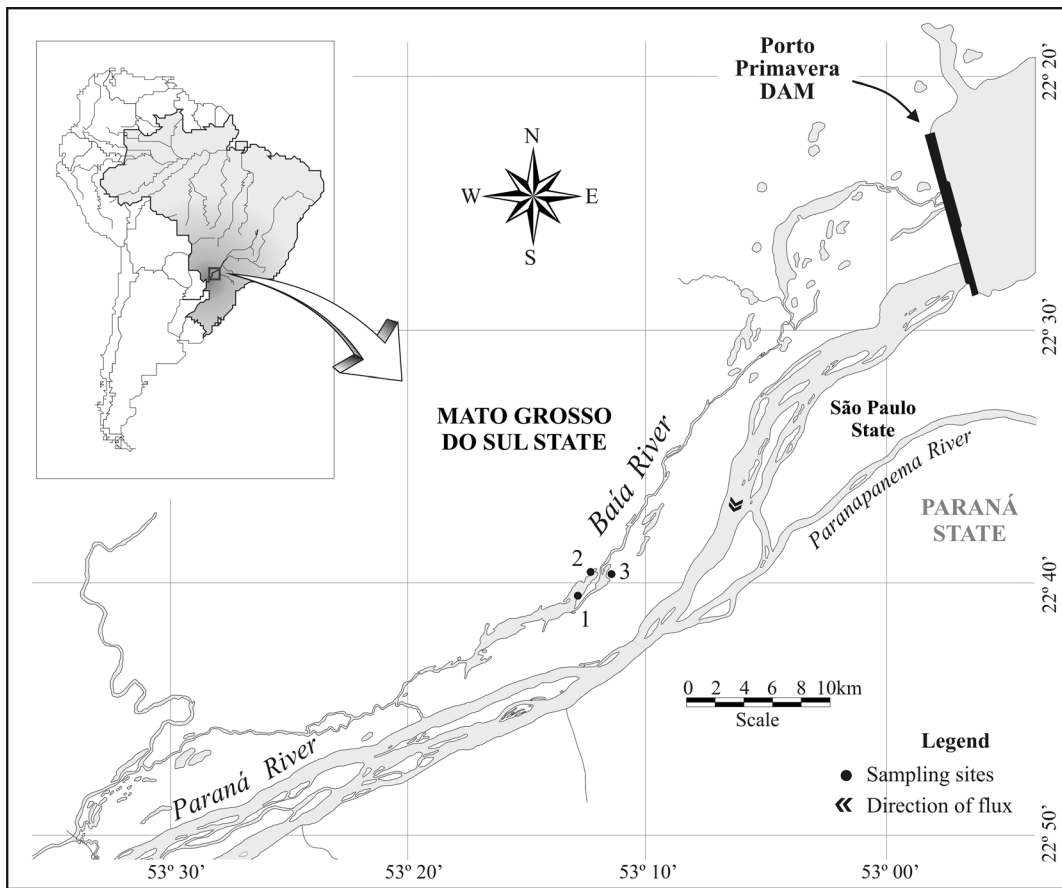 Porto
Primavera
DAM
22º 20’
N
W
E
S
22º 30’
MATO GROSSO
DO SUL STATE
Baía River
São Paulo
State
Paranapanema River
PARANÁ
STATE
2
3
1
22º 40’
0 2 4 6 8 10km
Scale
Paraná River
Legend
Sampling sites
Direction of flux
22º 50’
53º 30’
53º 20’
53º 10’
53º 00’